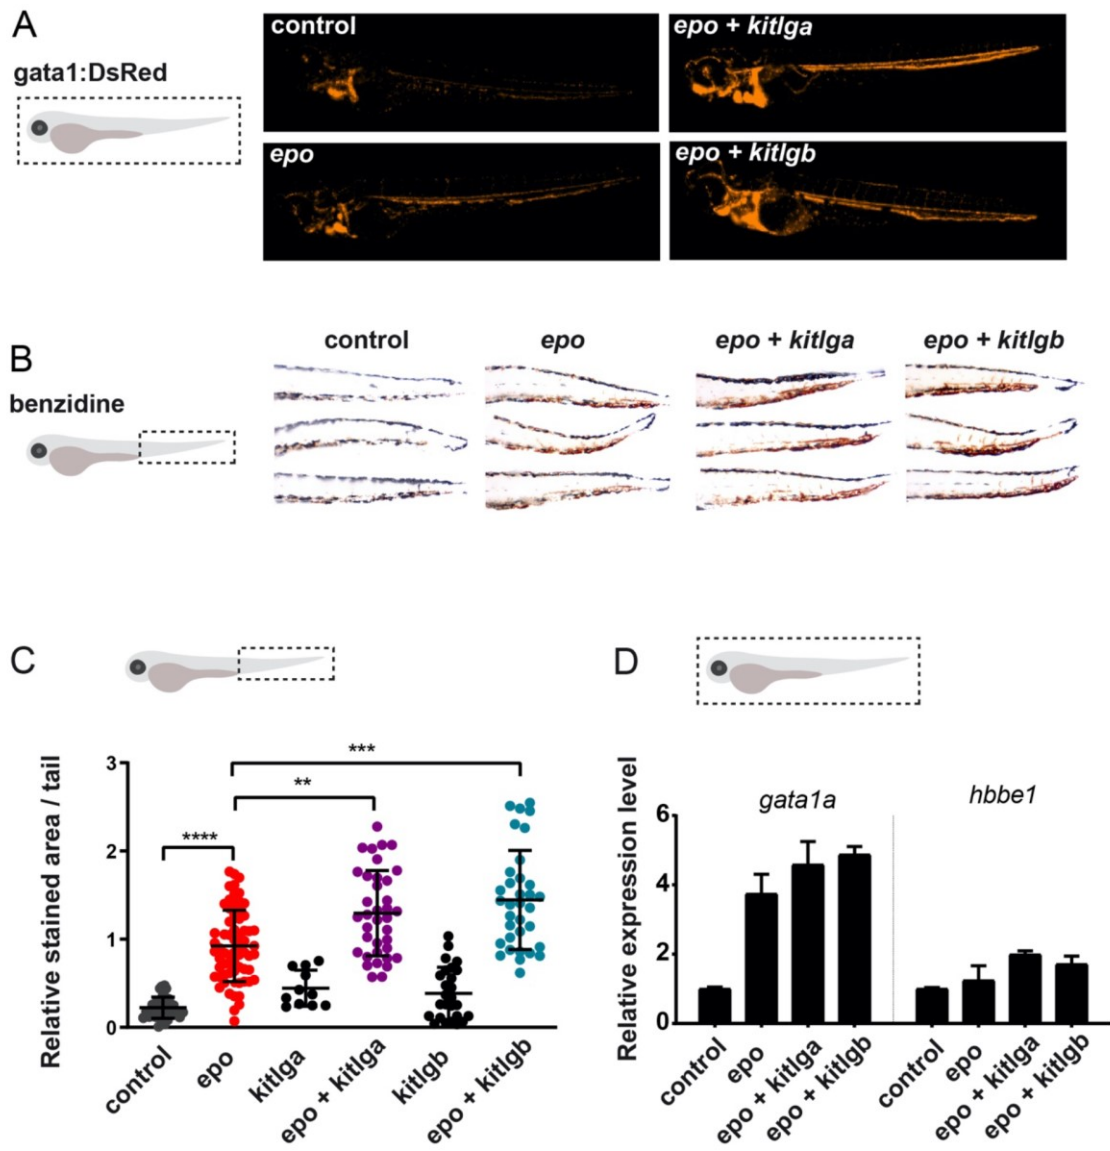 A
gata1:DsRed
control
epo + kitlga
epo
epo + kitlgb
B
benzidine
control
epo
epo + kitlga
epo + kitlgb
C
Relative stained area / tail
3
2
1
0
****
**
***
control
epo
kitlga
epo + kitlga
kitlgb
epo + kitlgb
D
Relative expression level
6
4
2
0
gata1a
hbbe1
control
epo
epo + kitlga
epo + kitlgb
control
epo
epo + kitlga
epo + kitlgb